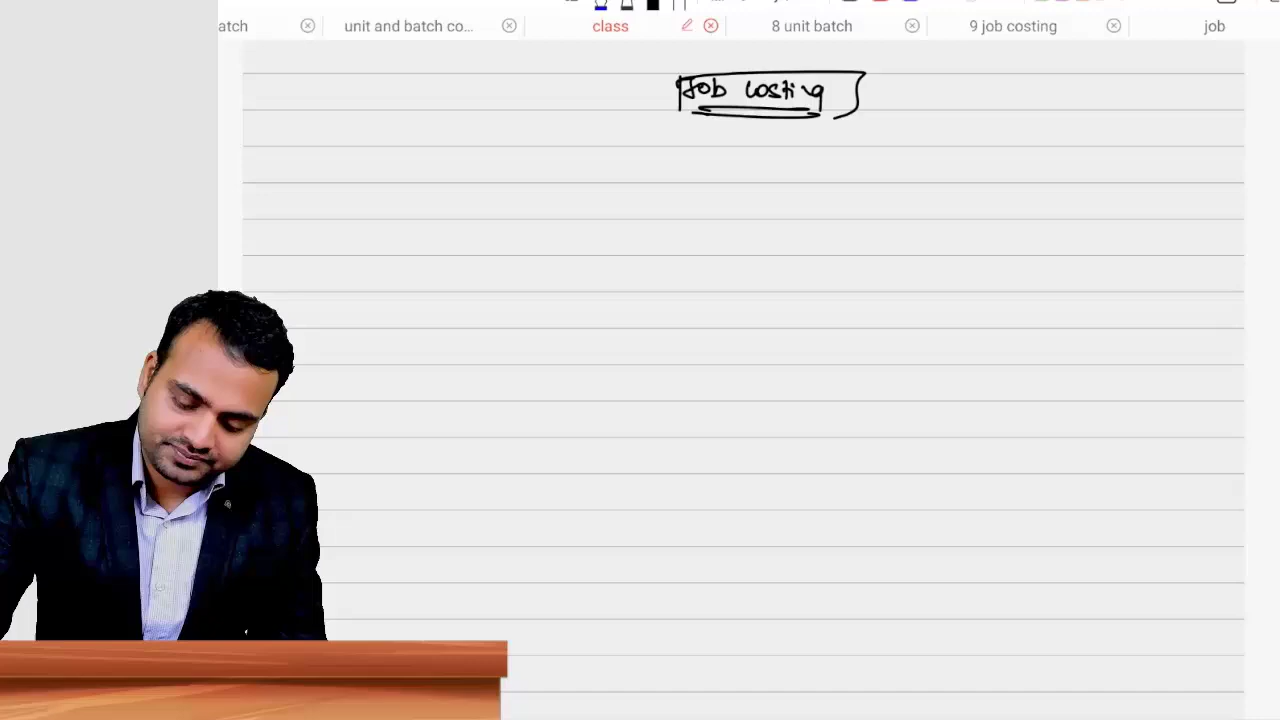 atch
unit and batch co...
class
8 unit batch
9 job costing
job
Job Costing